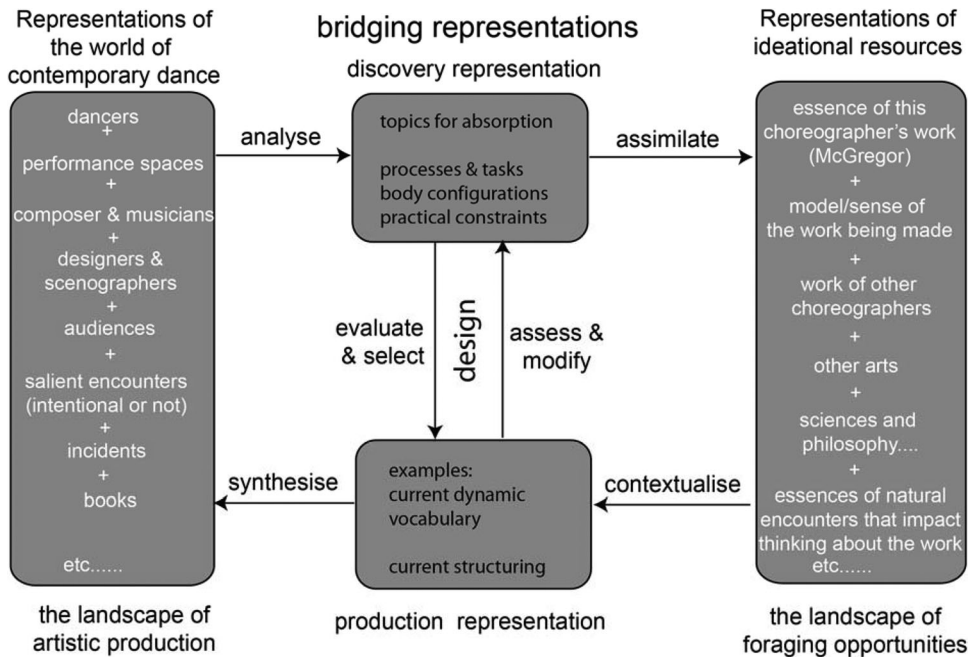 Representations of
the world of
contemporary dance
dancers
+
performance spaces
+
composer & musicians
+
designers &
scenographers
+
audiences
+
salient encounters
(intentional or not)
+
incidents
+
books
etc......
the landscape of
artistic production
bridging representations
discovery representation
analyse
topics for absorption
processes & tasks
body configurations
practical constraints
assimilate
evaluate
& select
design
assess &
modify
synthesise
examples:
current dynamic
vocabulary
current structuring
contextualise
production representation
Representations of
ideational resources
essence of this
choreographer's work
(McGregor)
+
model/sense of
the work being made
+
work of other
choreographers
+
other arts
+
sciences and
philosophy....
+
essences of natural
encounters that impact
thinking about the work
etc......
the landscape of
foraging opportunities